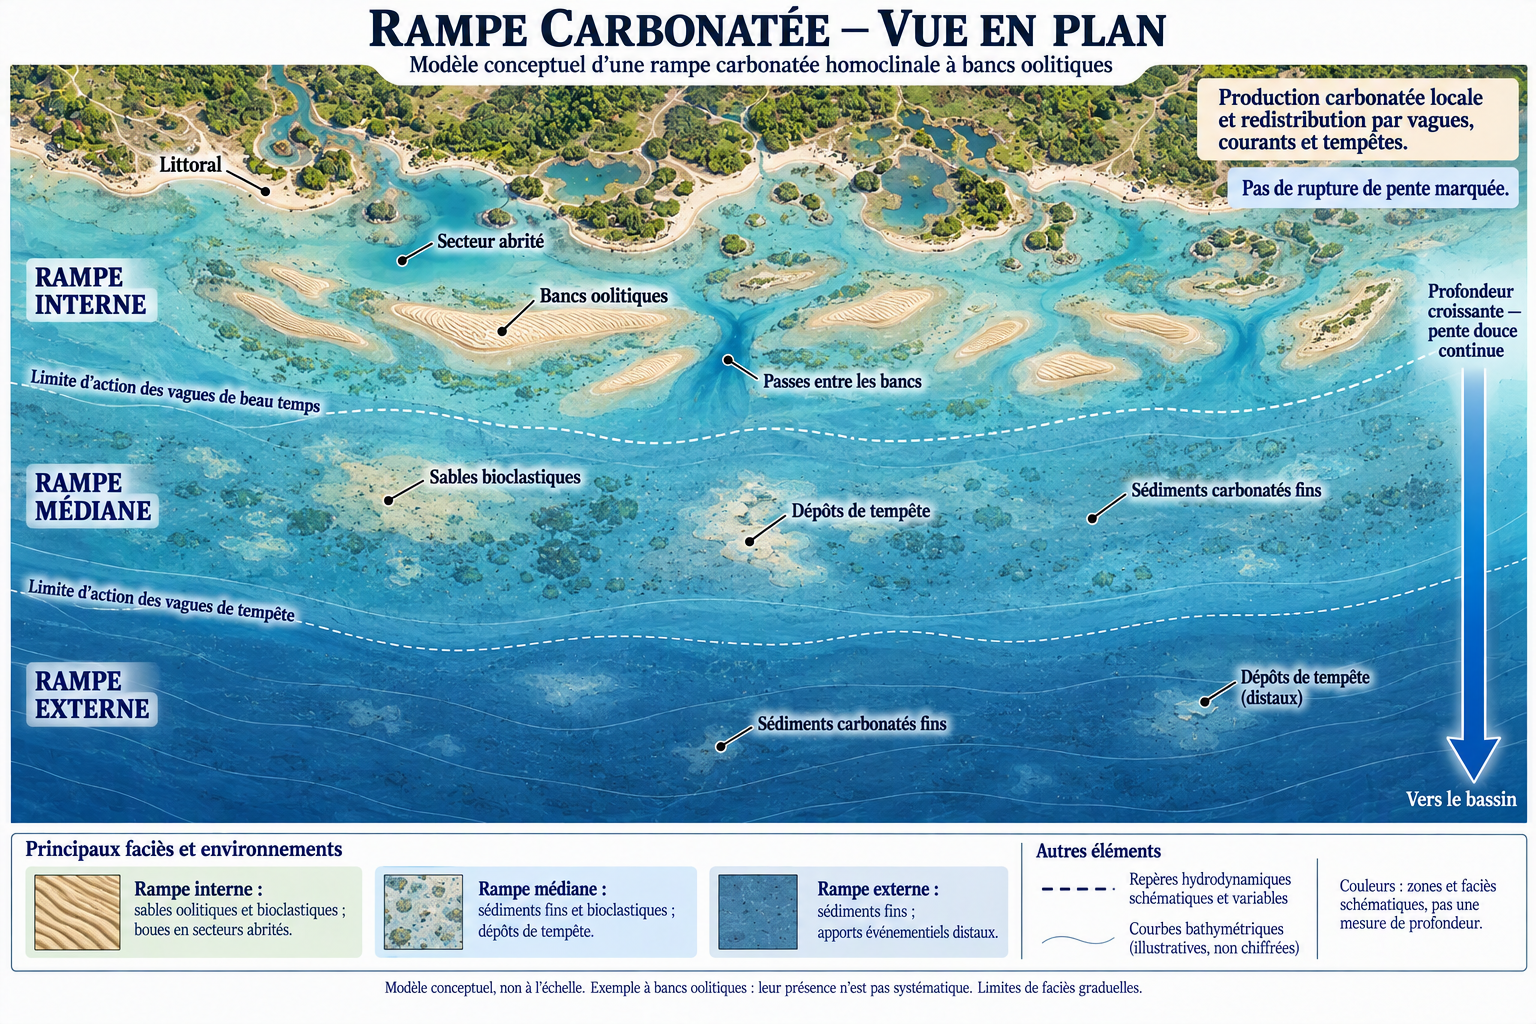 RAMPE CARBONATÉE – VUE EN PLAN
Modèle conceptuel d'une rampe carbonatée homoclinale à bancs oolitiques
Production carbonatée locale
et redistribution par vagues,
courants et tempêtes.
Pas de rupture de pente marquée.
Littoral
Secteur abrité
RAMPE
INTERNE
Bancs oolitiques
Profondeur
croissante —
pente douce
continue
Passes entre les bancs
Limite d'action des vagues de beau temps
RAMPE
MÉDIANE
Sables bioclastiques
Dépôts de tempête
Sédiments carbonatés fins
Limite d'action des vagues de tempête
RAMPE
EXTERNE
Dépôts de tempête
(distaux)
Sédiments carbonatés fins
Vers le bassin
Principaux faciès et environnements
Rampe interne :
sables oolitiques et bioclastiques ;
boues en secteurs abrités.
Rampe médiane :
sédiments fins et bioclastiques ;
dépôts de tempête.
Rampe externe :
sédiments fins ;
apports événementiels distaux.
Autres éléments
Repères hydrodynamiques
schématiques et variables
Courbes bathymétriques
(illustratives, non chiffrées)
Couleurs : zones et faciès
schématiques, pas une
mesure de profondeur.
Modèle conceptuel, non à l'échelle. Exemple à bancs oolitiques : leur présence n'est pas systématique. Limites de faciès graduelles.